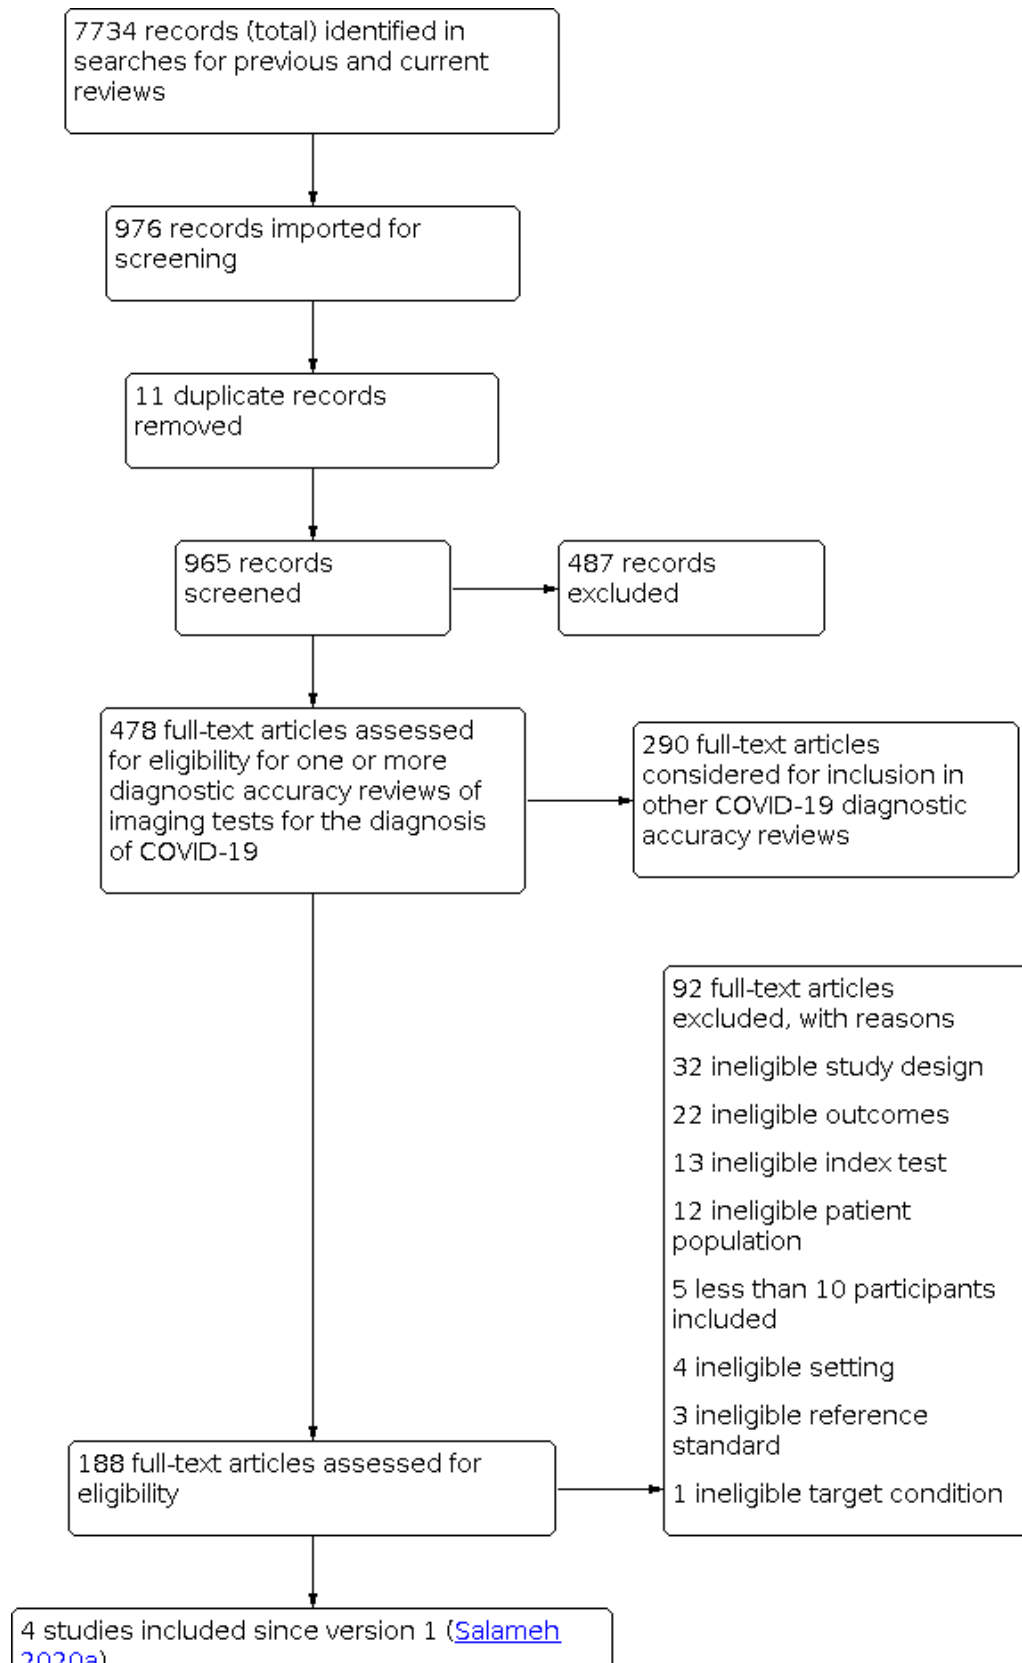 7734 records (total) identified in
searches for previous and current
reviews
976 records imported for
screening
11 duplicate records
removed
965 records
screened
487 records
excluded
478 full-text articles assessed
for eligibility for one or more
diagnostic accuracy reviews of
imaging tests for the diagnosis
of COVID-19
290 full-text articles
considered for inclusion in
other COVID-19 diagnostic
accuracy reviews
92 full-text articles
excluded, with reasons
32 ineligible study design
22 ineligible outcomes
13 ineligible index test
12 ineligible patient
population
5 less than 10 participants
included
4 ineligible setting
3 ineligible reference
standard
1 ineligible target condition
188 full-text articles assessed for
eligibility
4 studies included since version 1 (Salameh
2020a)